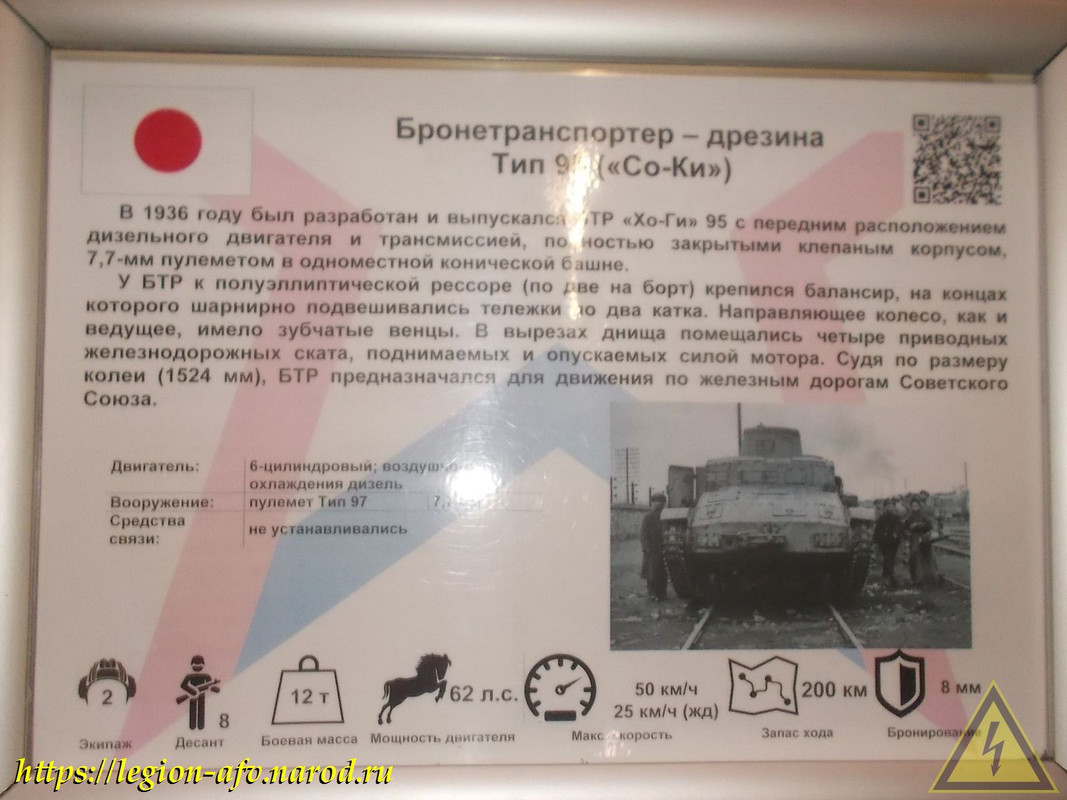 Бронетранспортер – дрезина
Тип 95 («Со-Ки»)
В 1936 году был разработан и выпускался БТР «Хо-Ги» 95 с передним расположением
дизельного двигателя и трансмиссией, полностью закрытыми клепаным корпусом,
7,7-мм пулеметом в одноместной конической башне.
У БТР к полуэллиптической рессоре (по две на борт) крепился балансир, на концах
которого шарнирно подвешивались тележки по два катка. Направляющее колесо, как и
ведущее, имело зубчатые венцы. В вырезах днища помещались четыре приводных
железнодорожных ската, поднимаемых и опускаемых силой мотора. Судя по размеру
колеи (1524 мм), БТР предназначался для движения по железным дорогам Советского
Союза.
Двигатель: 6-цилиндровый; воздушного
охлаждения дизель
Вооружение: пулемет Тип 97
Средства
связи: не устанавливались
2
8
12 т
62 л.с.
50 км/ч
25 км/ч (жд)
200 км
8 мм
Экипаж Десант Боевая масса Мощность двигателя Макс. скорость Запас хода Бронирование
https://legion-afv.narod.ru